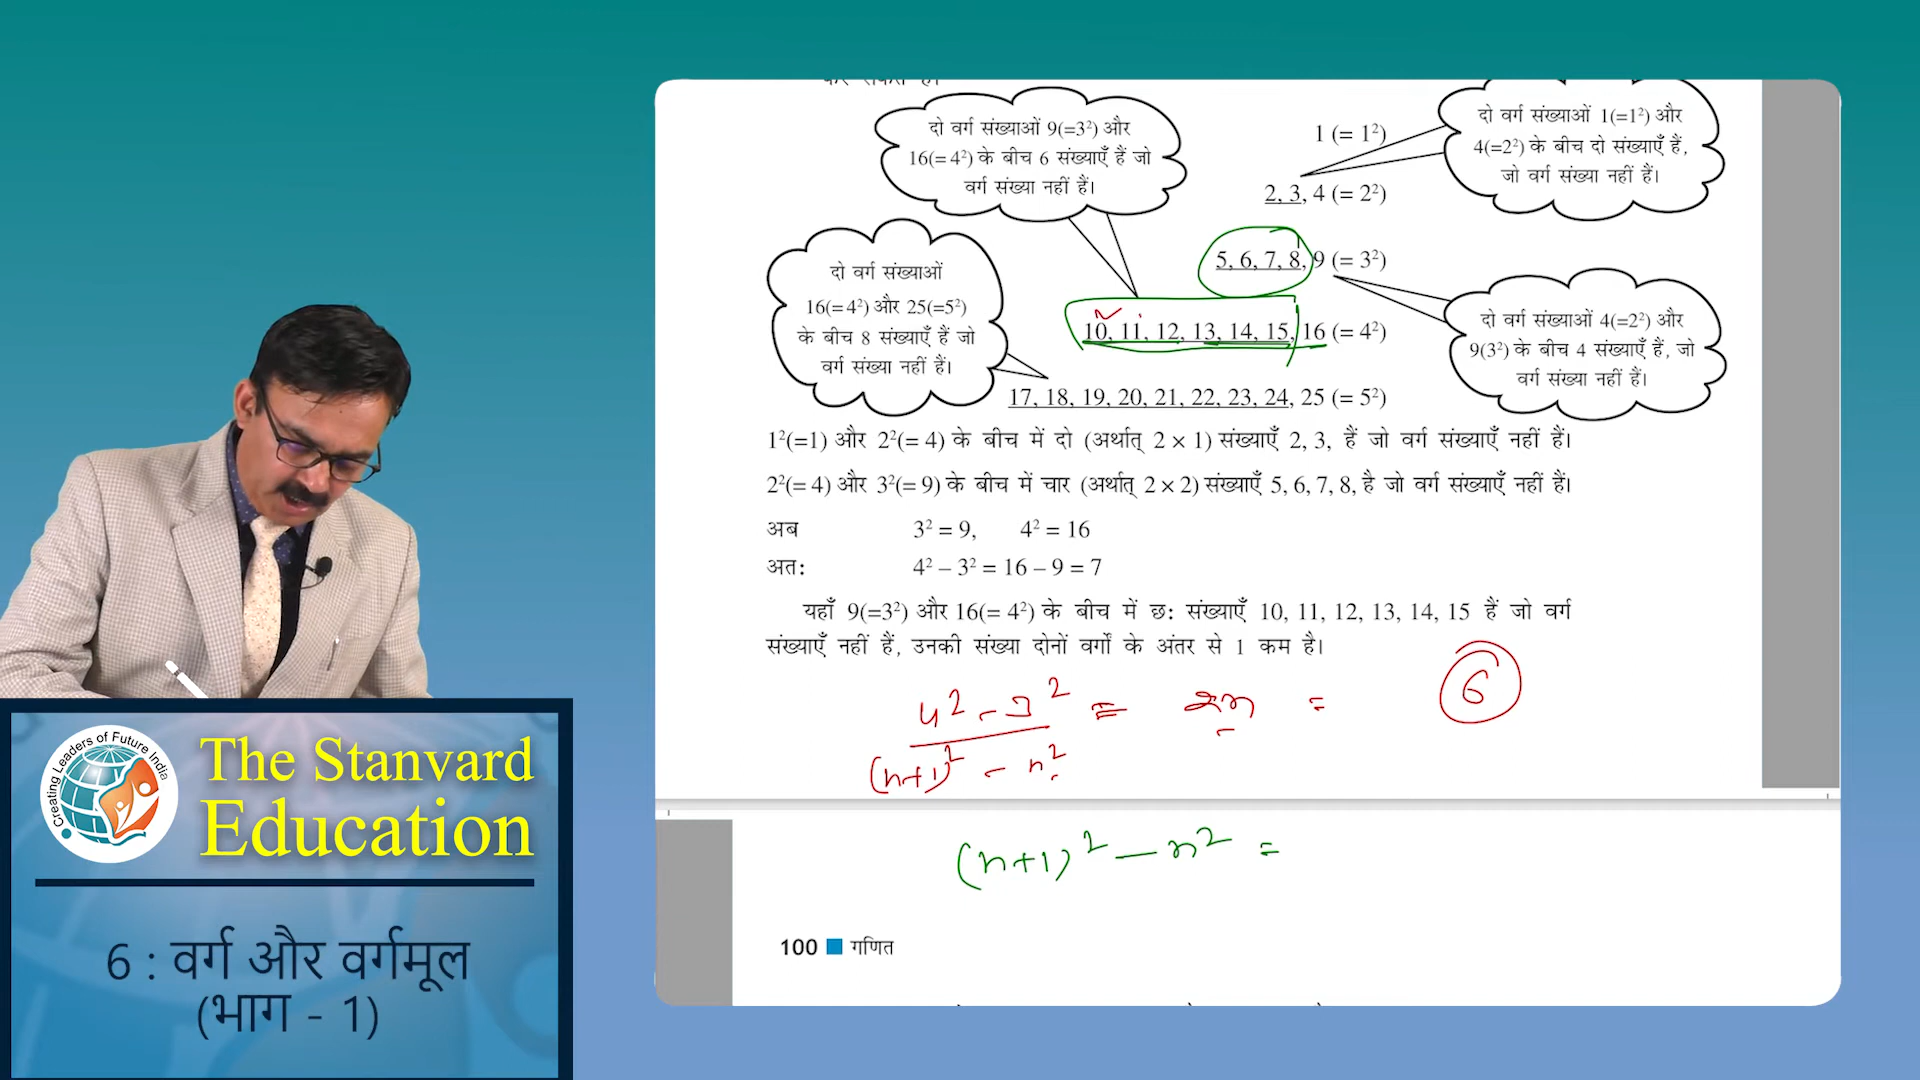 दो वर्ग संख्याओं 9(=3²) और
16(= 4²) के बीच 6 संख्याएँ हैं जो
वर्ग संख्या नहीं हैं।
1 (= 1²)
दो वर्ग संख्याओं 1(=1²) और
4(=2²) के बीच दो संख्याएँ हैं,
जो वर्ग संख्या नहीं हैं।
2, 3, 4 (= 2²)
5, 6, 7, 8, 9 (= 3²)
दो वर्ग संख्याओं
16(= 4²) और 25(=5²)
के बीच 8 संख्याएँ हैं जो
वर्ग संख्या नहीं हैं।
10, 11, 12, 13, 14, 15, 16 (= 4²)
दो वर्ग संख्याओं 4(=2²) और
9(3²) के बीच 4 संख्याएँ हैं, जो
वर्ग संख्या नहीं हैं।
17, 18, 19, 20, 21, 22, 23, 24, 25 (= 5²)
1²(=1) और 2²(= 4) के बीच में दो (अर्थात् 2 × 1) संख्याएँ 2, 3, हैं जो वर्ग संख्याएँ नहीं हैं।
2²(= 4) और 3²(= 9) के बीच में चार (अर्थात् 2 × 2) संख्याएँ 5, 6, 7, 8, है जो वर्ग संख्याएँ नहीं हैं।
अब 3² = 9, 4² = 16
अत: 4² – 3² = 16 – 9 = 7
यहाँ 9(=3²) और 16(= 4²) के बीच में छ: संख्याएँ 10, 11, 12, 13, 14, 15 हैं जो वर्ग
संख्याएँ नहीं हैं, उनकी संख्या दोनों वर्गों के अंतर से 1 कम है।
4² - 3² = 2n = 6
(n+1)² - n²
(n+1)² - n² =
100 गणित
Creating Leaders of Future India
The Stanvard
Education
6 : वर्ग और वर्गमूल
(भाग - 1)